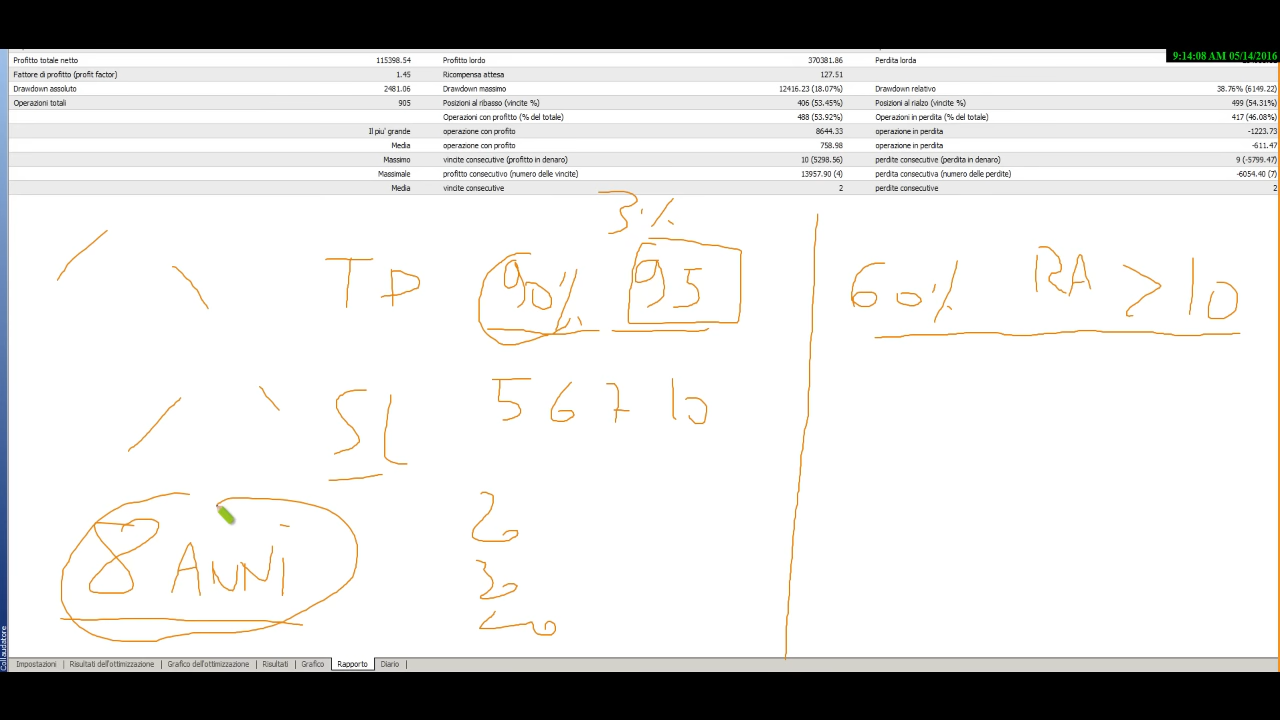 9:14:08 AM 05/14/2016
Profitto totale netto 115398.54 Profitto lordo 370381.86 Perdita lorda
Fattore di profitto (profit factor) 1.45 Ricompensa attesa 127.51
Drawdown assoluto 2481.06 Drawdown massimo 12416.23 (18.07%) Drawdown relativo 38.76% (6149.22)
Operazioni totali 905 Posizioni al ribasso (vincite %) 406 (53.45%) Posizioni al rialzo (vincite %) 499 (54.31%)
Operazioni con profitto (% del totale) 488 (53.92%) Operazioni in perdita (% del totale) 417 (46.08%)
Il piu' grande operazione con profito 8644.33 operazione in perdita -1223.73
Media operazione con profito 758.98 operazione in perdita -611.47
Massimo vincite consecutive (profitto in denaro) 10 (5298.56) perdite consecutive (perdita in denaro) 9 (-5799.47)
Massimale profitto consecutivo (numero delle vincite) 13957.90 (4) perdita consecutiva (numero delle perdite) -6054.40 (7)
Media vincite consecutive 2 perdite consecutive 2
3%
TP 90% 95 60% RA > 10
SL 5 6 7 10
8 ANNI
20
30
Collaudatore
Impostazioni Risultati dell'ottimizzazione Grafico dell'ottimizzazione Risultati Grafico Rapporto Diario